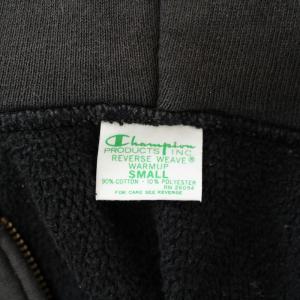 Champion
PRODUCTS INC
REVERSE WEAVE®
WARMUP
SMALL
90% COTTON - 10% POLYESTER
RN 26094
FOR CARE SEE REVERSE